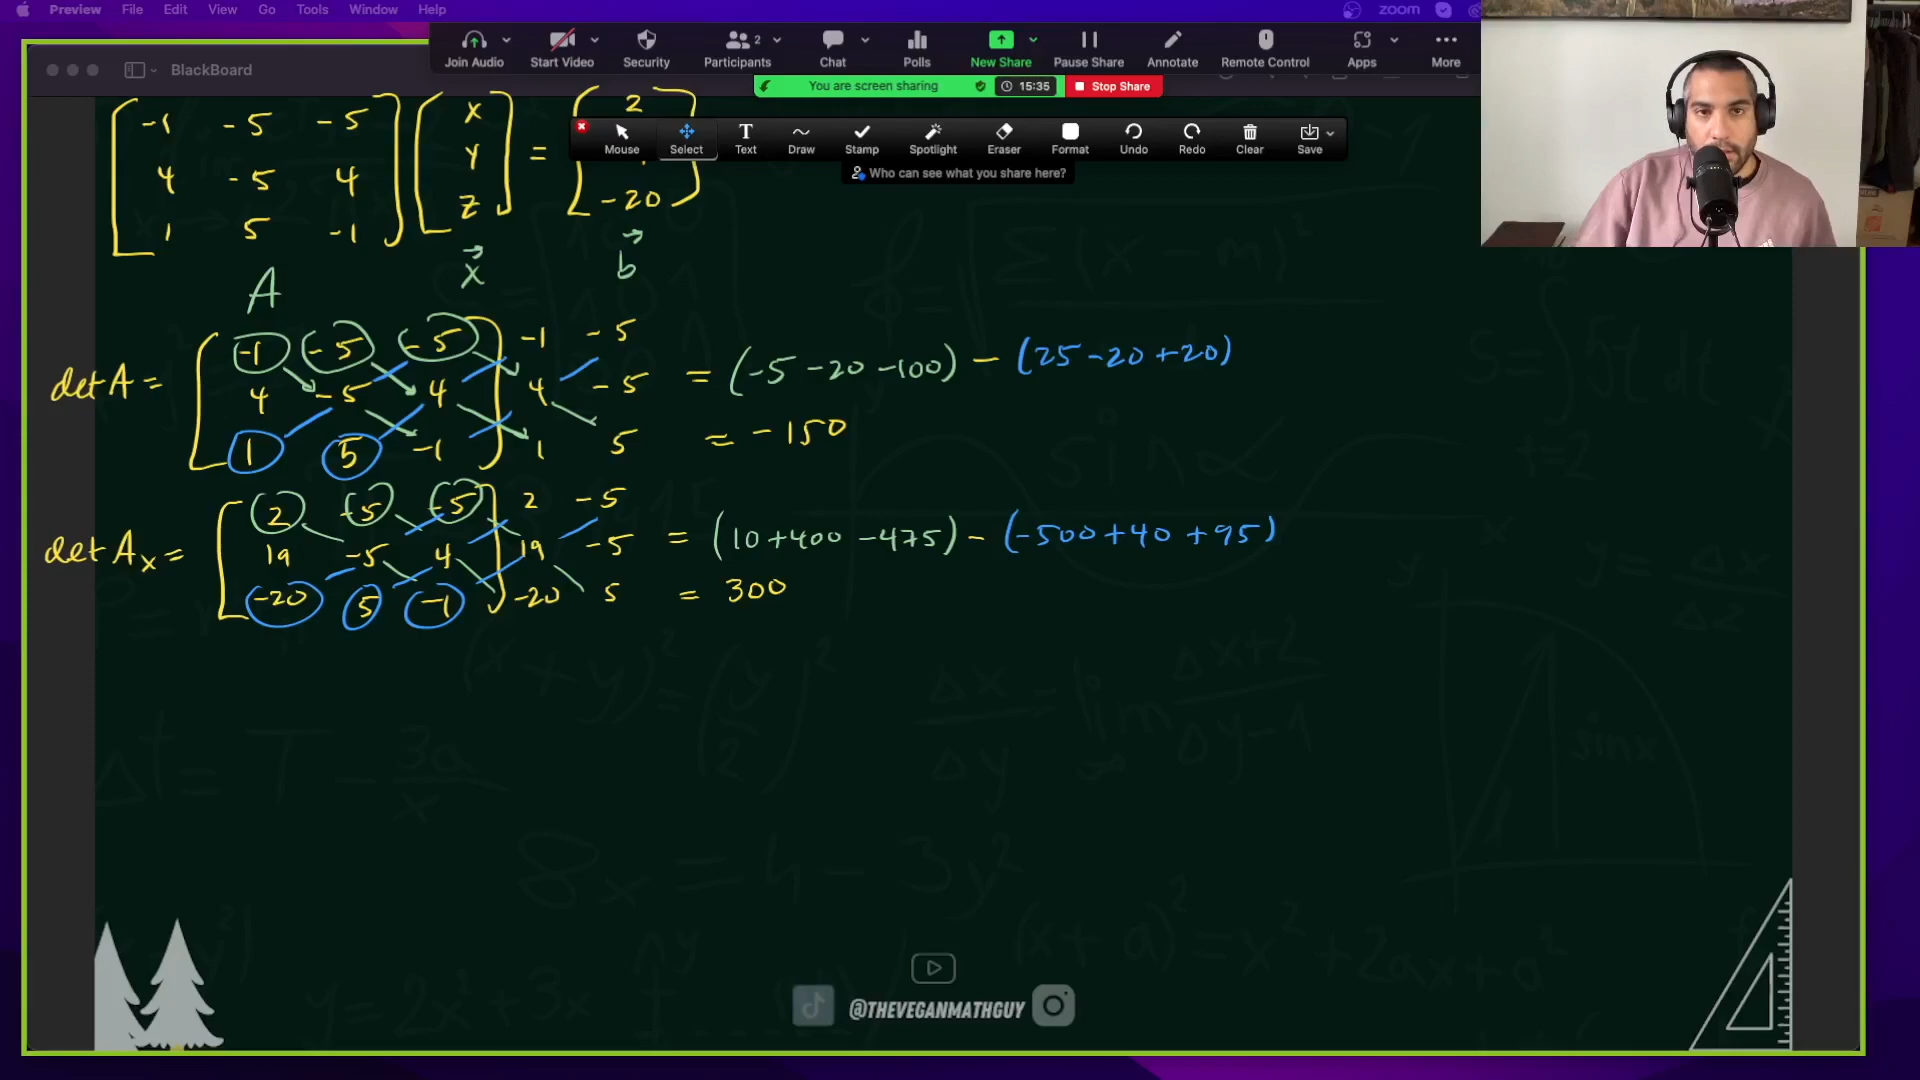 Preview File Edit View Go Tools Window Help
zoom
Join Audio Start Video Security Participants 2 Chat Polls New Share Pause Share Annotate Remote Control Apps More
BlackBoard
You are screen sharing 15:35 Stop Share
Mouse Select Text Draw Stamp Spotlight Eraser Format Undo Redo Clear Save
Who can see what you share here?
-1 -5 -5 x 2
4 -5 4 y =
1 5 -1 z -20
A x b
-1 -5 -5 -1 -5
det A = 4 -5 4 4 -5 = (-5 -20 -100) - (25 -20 +20)
1 5 -1 1 5 = -150
2 -5 -5 2 -5
det Ax = 19 -5 4 19 -5 = (10 +400 -475) - (-500 +40 +95)
-20 5 -1 -20 5 = 300
8x = 4 - 3y²
@THEVEGANMATHGUY